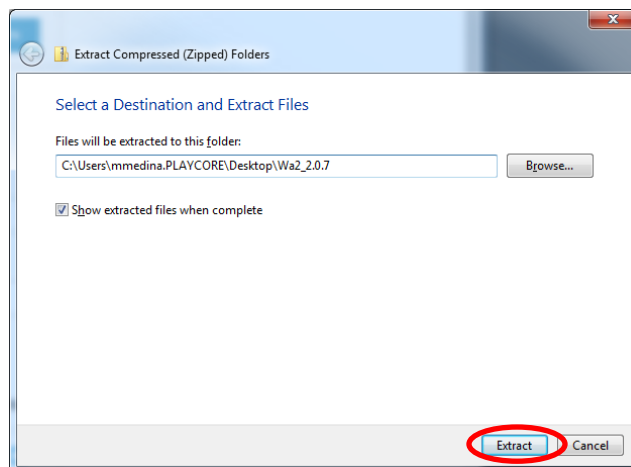 Extract Compressed (Zipped) Folders
Select a Destination and Extract Files
Files will be extracted to this folder:
C:\Users\mmedina.PLAYCORE\Desktop\Wa2_2.0.7
Browse...
Show extracted files when complete
Extract
Cancel